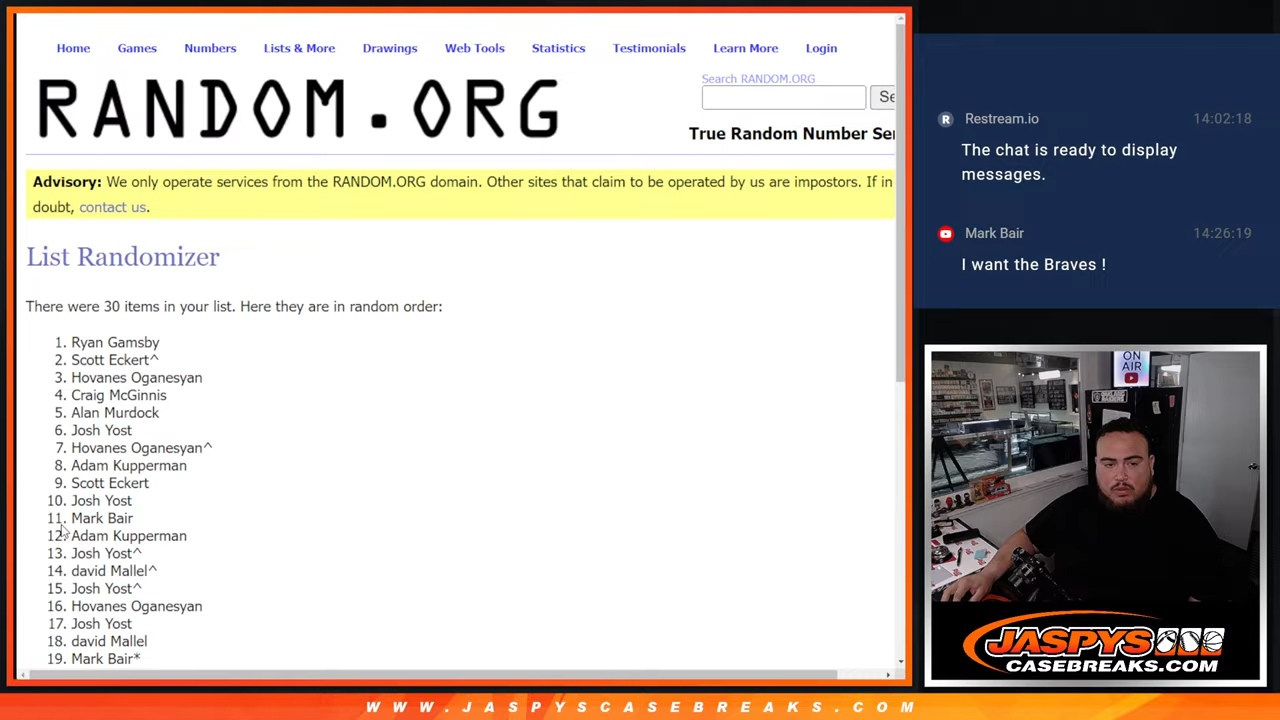 Home Games Numbers Lists & More Drawings Web Tools Statistics Testimonials Learn More Login
RANDOM.ORG
Search RANDOM.ORG
Se
True Random Number Ser
Advisory: We only operate services from the RANDOM.ORG domain. Other sites that claim to be operated by us are impostors. If in
doubt, contact us.
List Randomizer
There were 30 items in your list. Here they are in random order:
1. Ryan Gamsby
2. Scott Eckert^
3. Hovanes Oganesyan
4. Craig McGinnis
5. Alan Murdock
6. Josh Yost
7. Hovanes Oganesyan^
8. Adam Kupperman
9. Scott Eckert
10. Josh Yost
11. Mark Bair
12. Adam Kupperman
13. Josh Yost^
14. david Mallel^
15. Josh Yost^
16. Hovanes Oganesyan
17. Josh Yost
18. david Mallel
19. Mark Bair*
R Restream.io 14:02:18
The chat is ready to display
messages.
Mark Bair 14:26:19
I want the Braves !
ON
AIR
JASPYS
CASEBREAKS.COM
WWW.JASPYSCASEBREAKS.COM